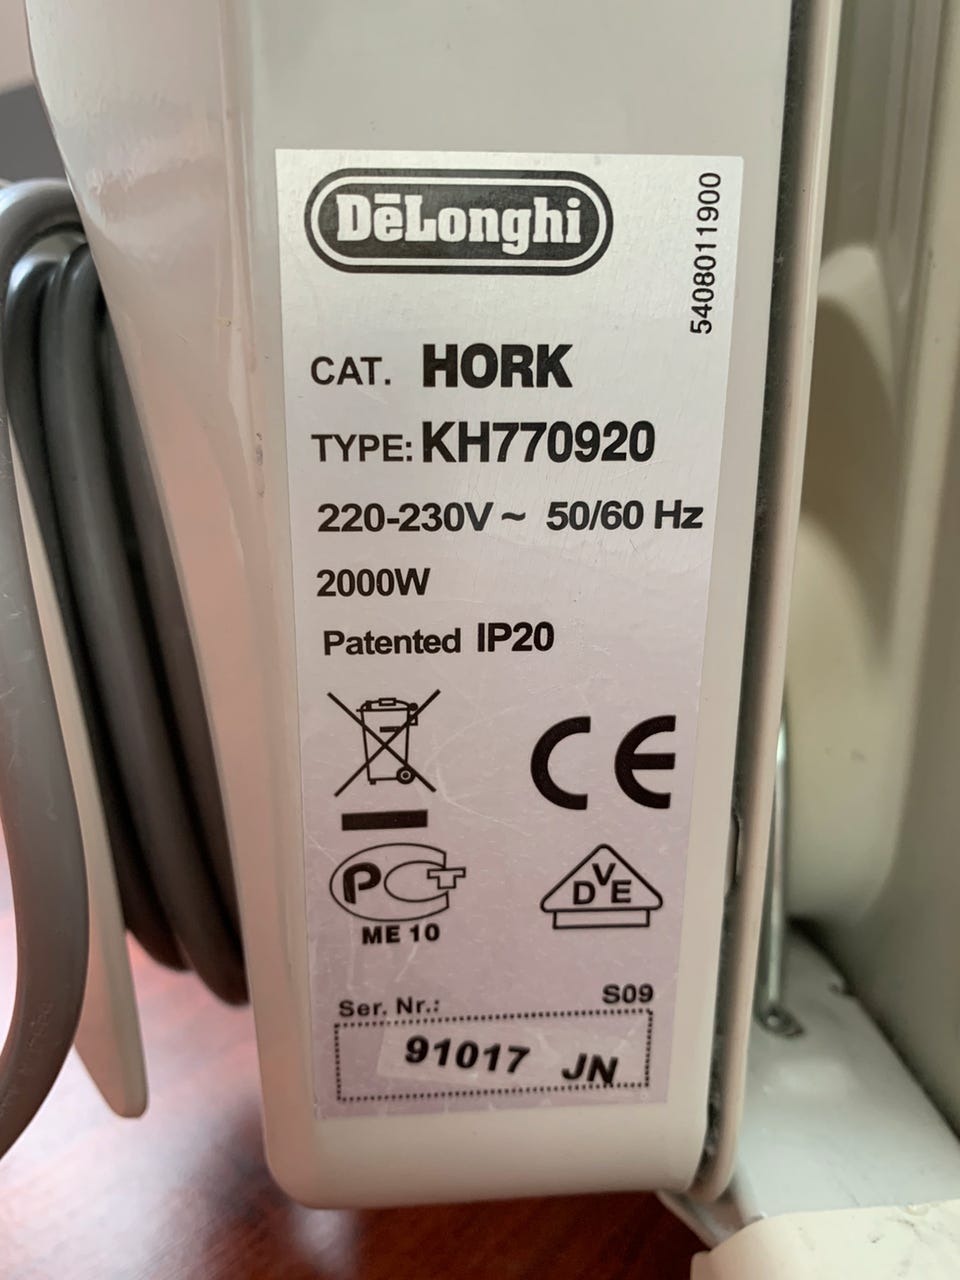 DēLonghi
5408011900
CAT. HORK
TYPE: KH770920
220-230V ~ 50/60 Hz
2000W
Patented IP20
CE
PCT
ME 10
DVE
S09
Ser. Nr.:
91017 JN